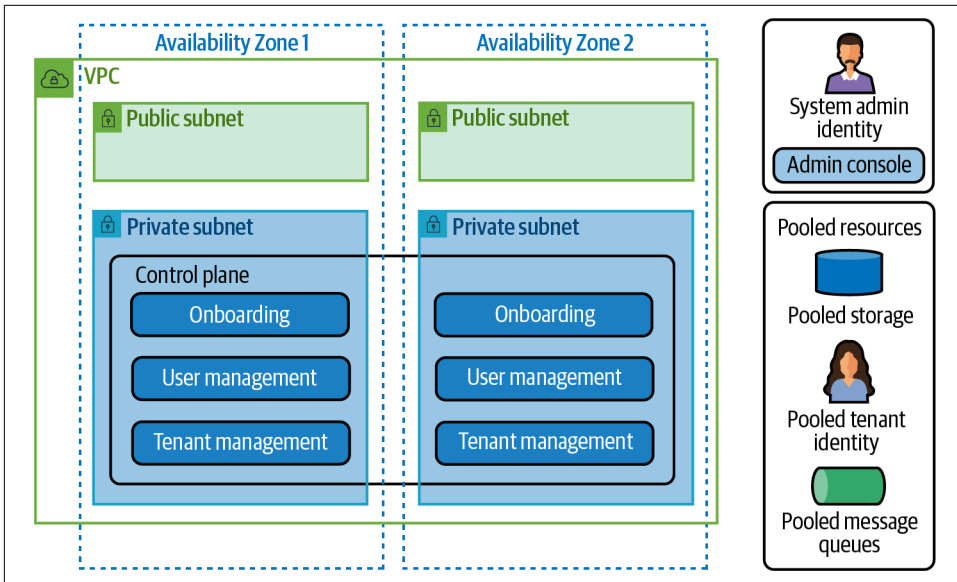 Availability Zone 1
Availability Zone 2
VPC
Public subnet
Public subnet
Private subnet
Private subnet
Control plane
Onboarding
Onboarding
User management
User management
Tenant management
Tenant management
System admin
identity
Admin console
Pooled resources
Pooled storage
Pooled tenant
identity
Pooled message
queues